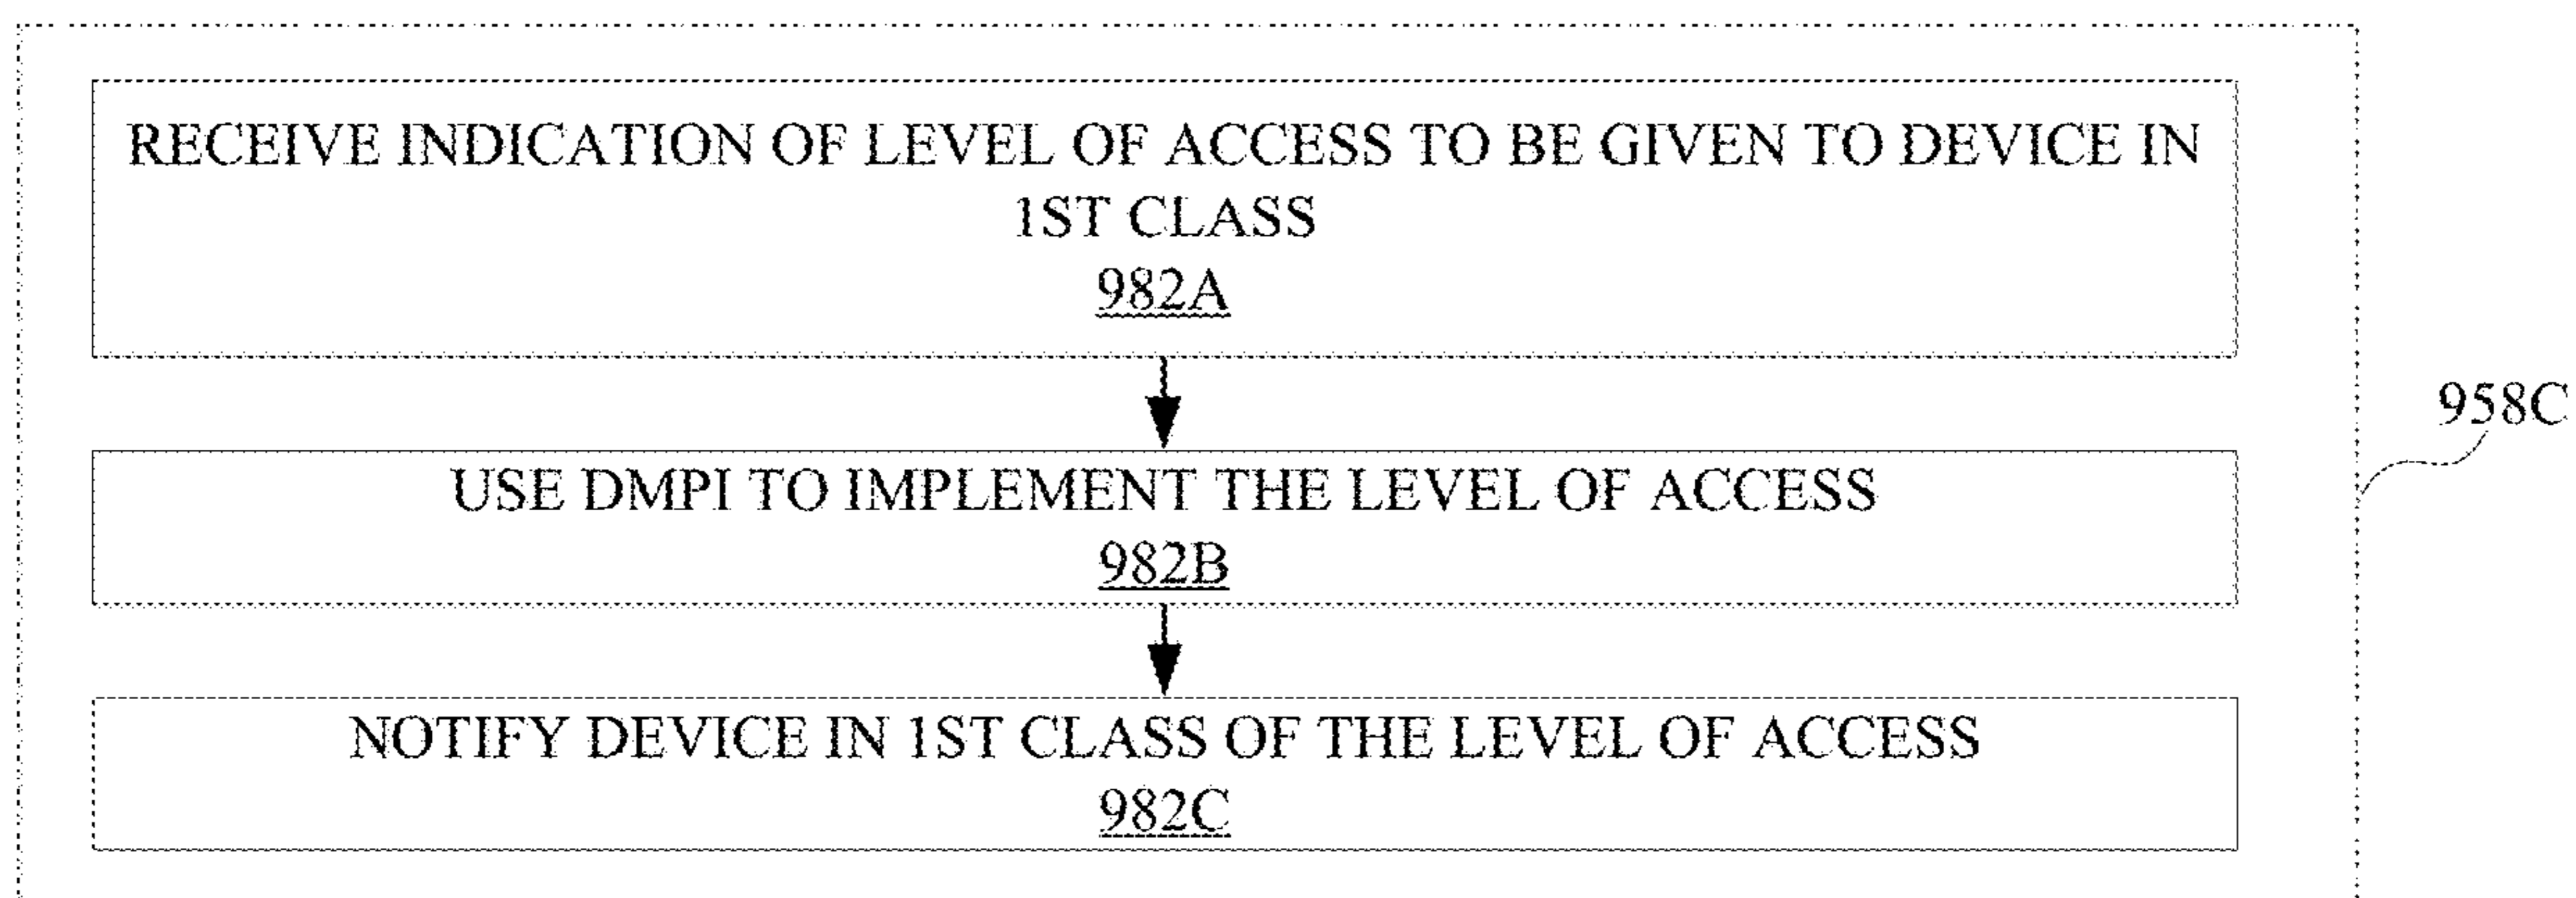 RECEIVE INDICATION OF LEVEL OF ACCESS TO BE GIVEN TO DEVICE IN
1ST CLASS
982A
958C
USE DMPI TO IMPLEMENT THE LEVEL OF ACCESS
982B
NOTIFY DEVICE IN 1ST CLASS OF THE LEVEL OF ACCESS
982C